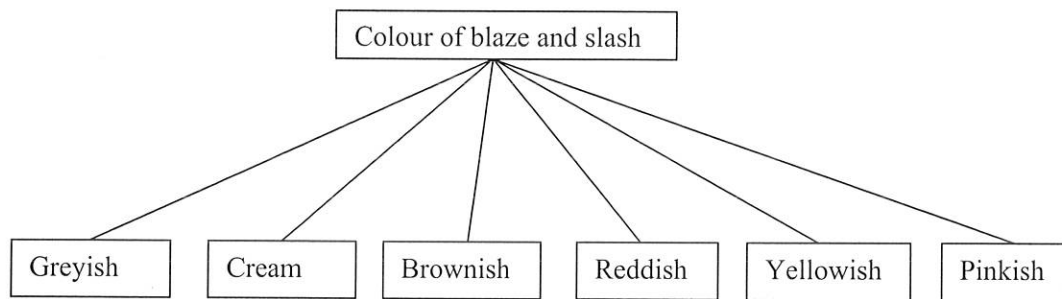 Colour of blaze and slash
Greyish
Cream
Brownish
Reddish
Yellowish
Pinkish